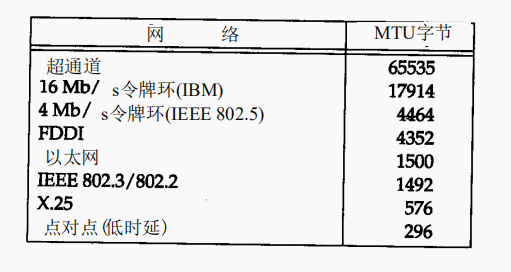 网 络 MTU字节
超通道 65535
16 Mb/ s令牌环(IBM) 17914
4 Mb/ s令牌环(IEEE 802.5) 4464
FDDI 4352
以太网 1500
IEEE 802.3/802.2 1492
X.25 576
点对点(低时延) 296